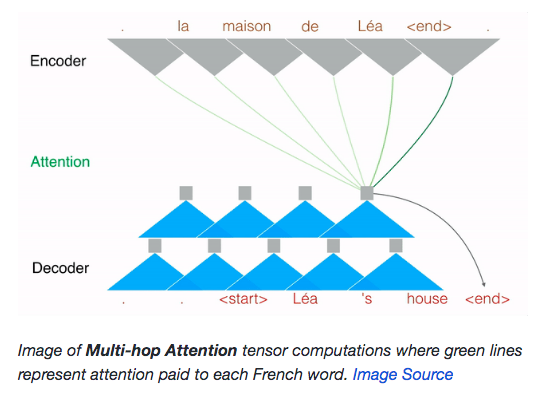 . la maison de Léa <end> .
Encoder
Attention
Decoder
. . <start> Léa 's house <end>
Image of Multi-hop Attention tensor computations where green lines
represent attention paid to each French word. Image Source